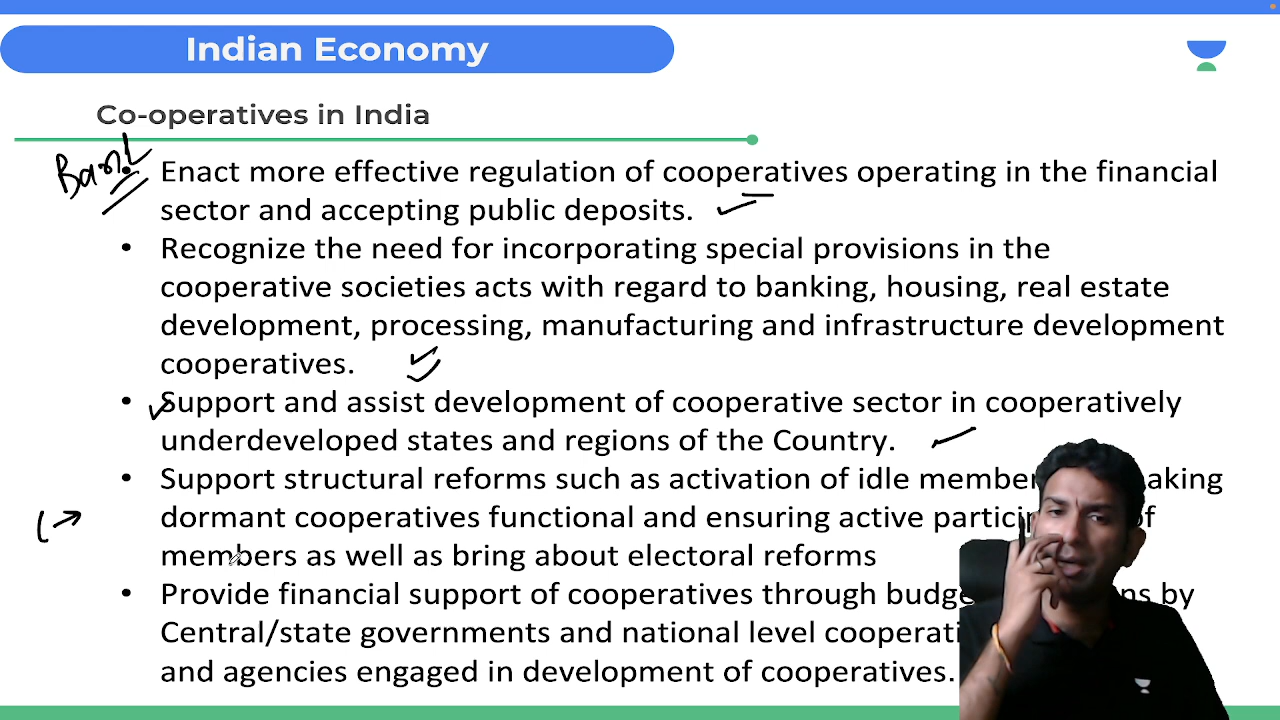 Indian Economy
Co-operatives in India
Bank
Enact more effective regulation of cooperatives operating in the financial
sector and accepting public deposits.
• Recognize the need for incorporating special provisions in the
cooperative societies acts with regard to banking, housing, real estate
development, processing, manufacturing and infrastructure development
cooperatives.
• Support and assist development of cooperative sector in cooperatively
underdeveloped states and regions of the Country.
• Support structural reforms such as activation of idle
dormant cooperatives functional and ensuring active
members as well as bring about electoral reforms
• Provide financial support of cooperatives through by
Central/state governments and national level
and agencies engaged in development of cooperatives.